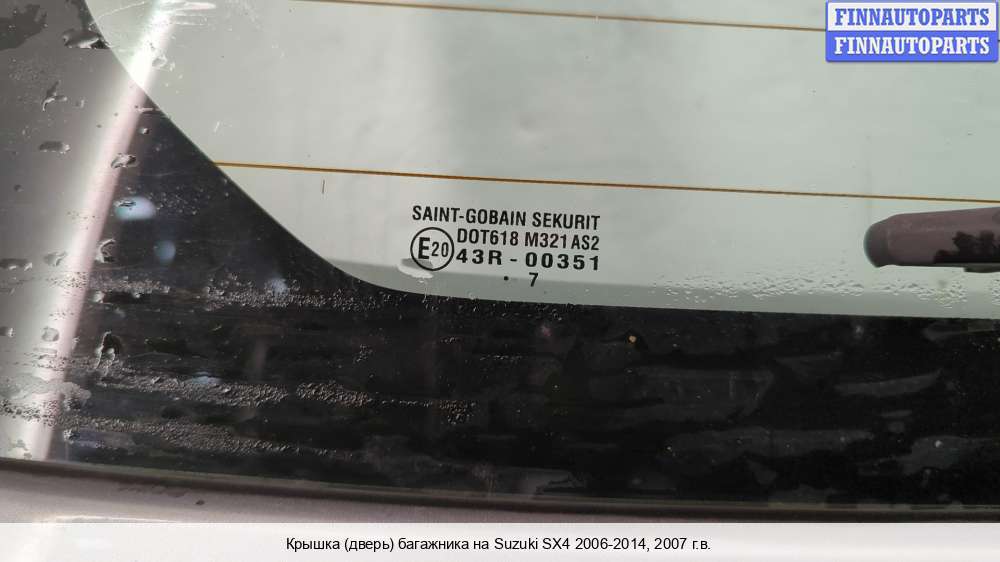 FINNAUTOPARTS
FINNAUTOPARTS
SAINT-GOBAIN SEKURIT
DOT618 M321 AS2
E20 43R - 00351
. 7
Крышка (дверь) багажника на Suzuki SX4 2006-2014, 2007 г.в.